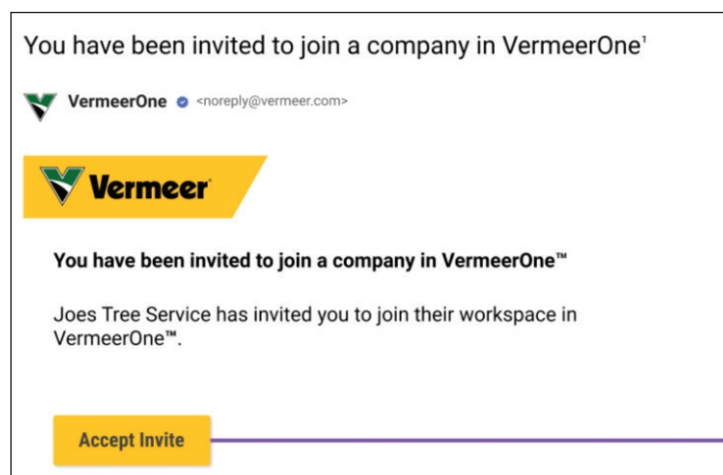 You have been invited to join a company in VermeerOne¹
VermeerOne <noreply@vermeer.com>
Vermeer®
You have been invited to join a company in VermeerOne™
Joes Tree Service has invited you to join their workspace in
VermeerOne™.
Accept Invite